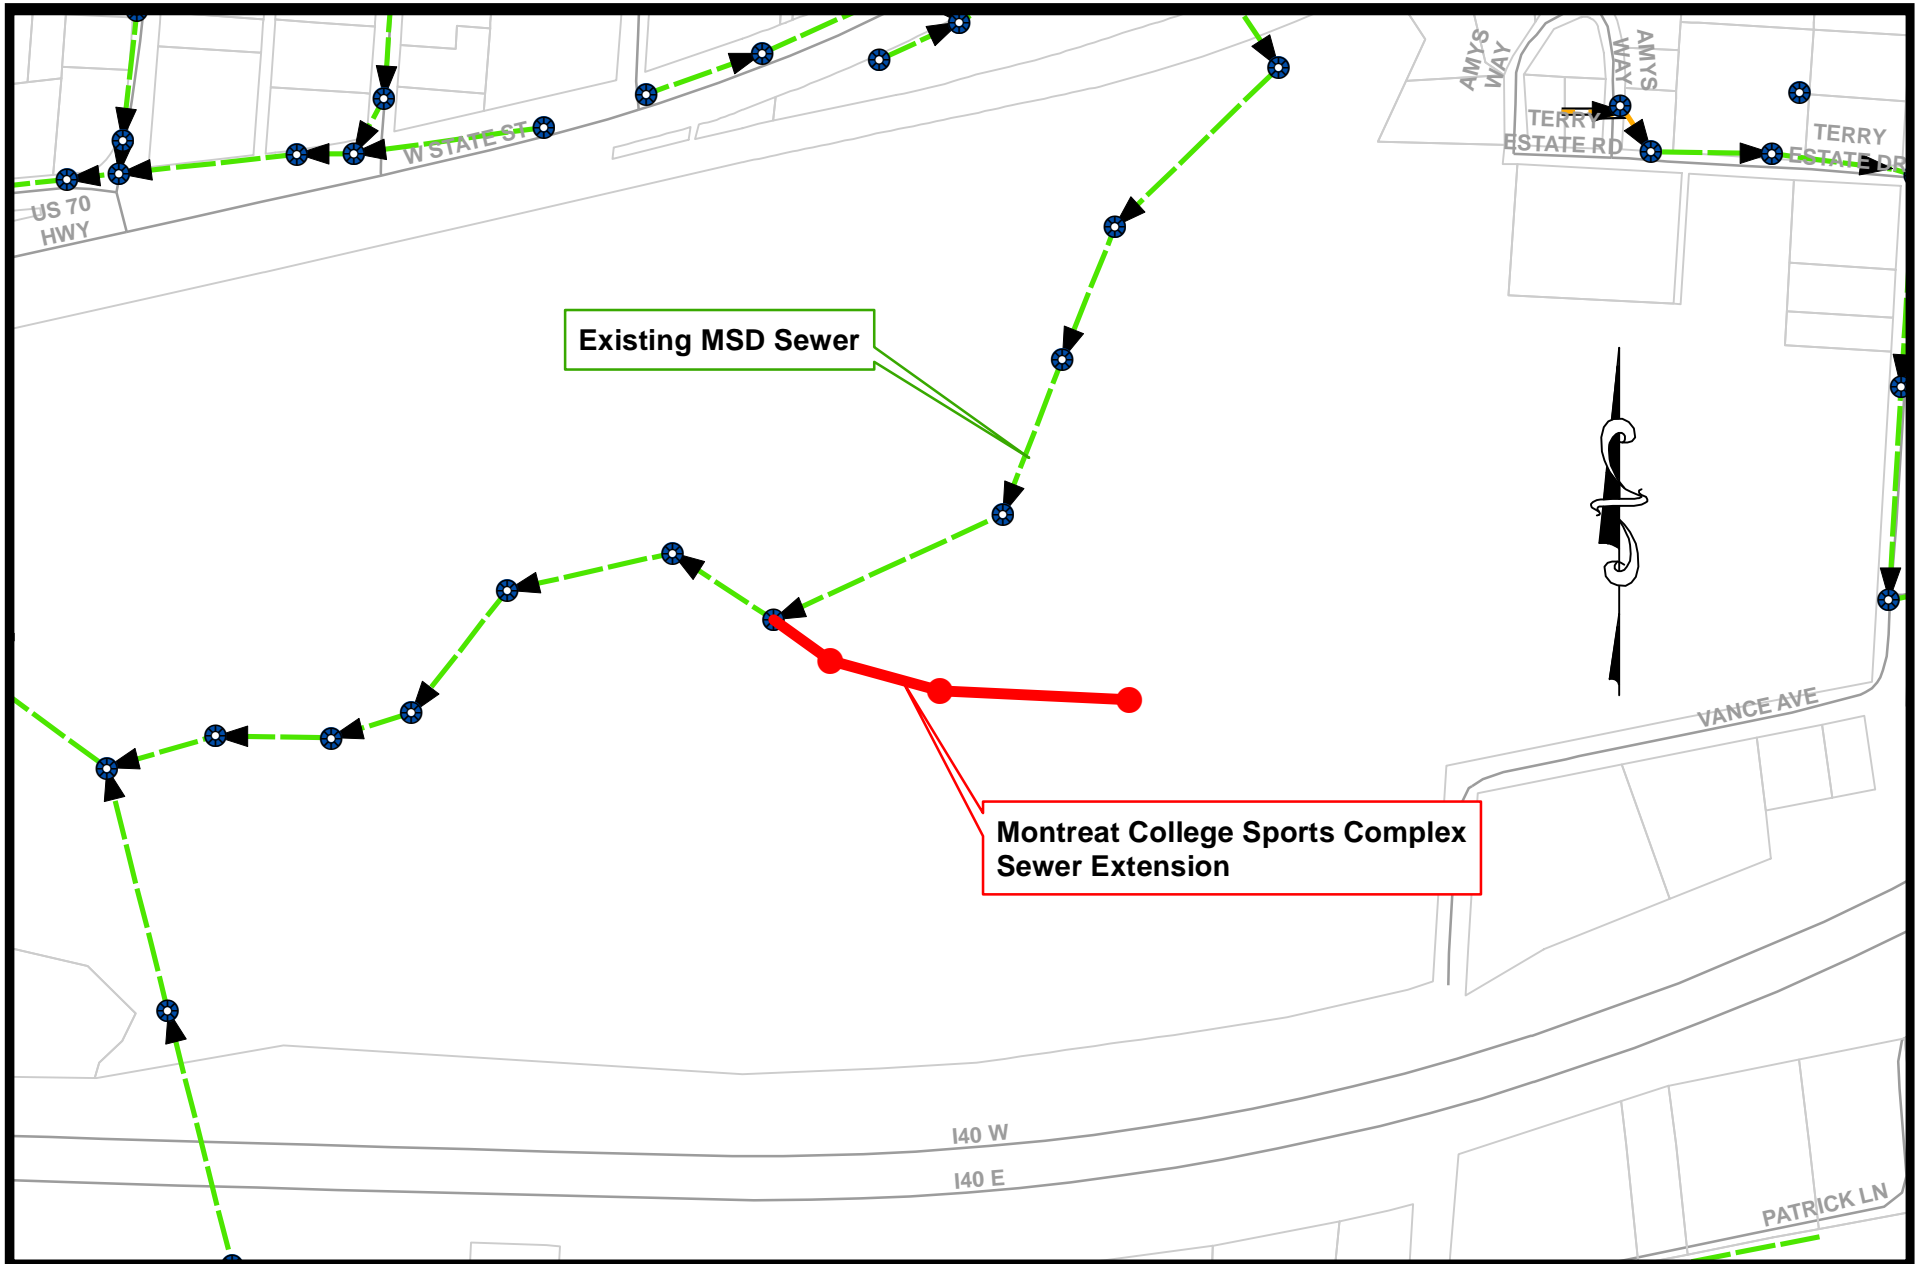 AMYS
WAY
AMYS
WAY
TERRY
ESTATE RD
TERRY
ESTATE DR
W STATE ST
US 70
HWY
Existing MSD Sewer
VANCE AVE
Montreat College Sports Complex
Sewer Extension
I40 W
I40 E
PATRICK LN